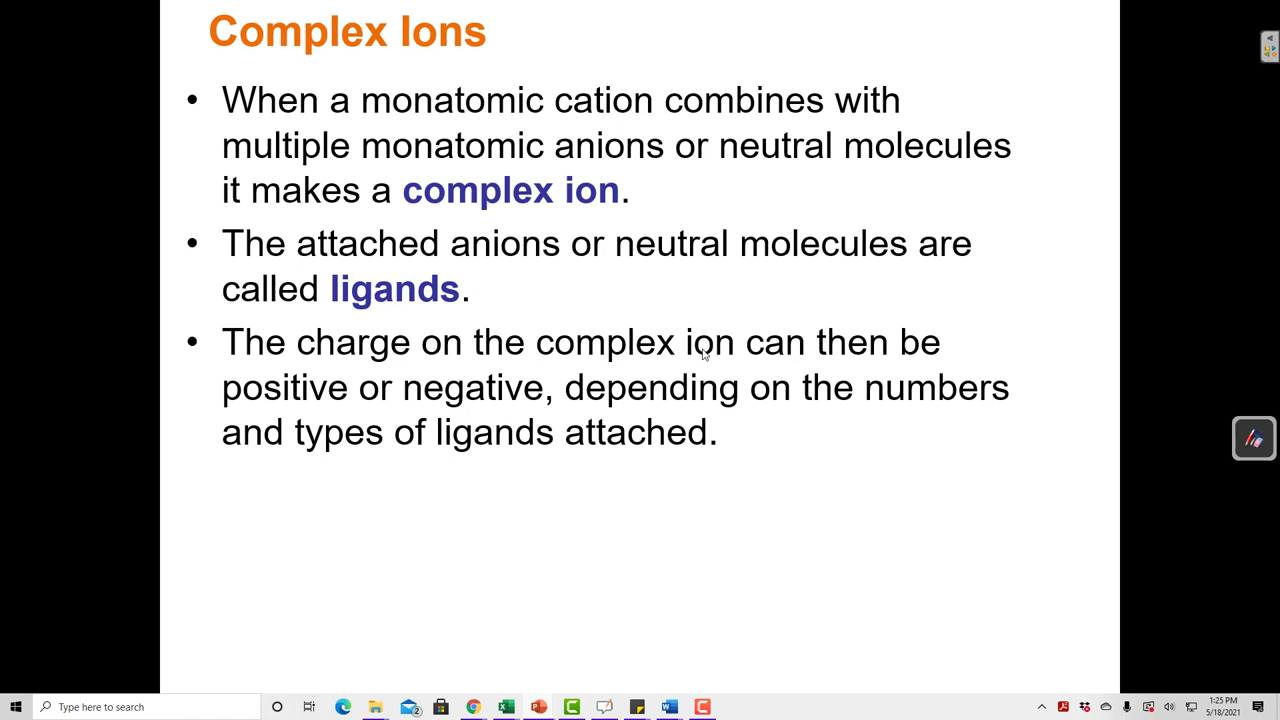 Complex Ions
• When a monatomic cation combines with
multiple monatomic anions or neutral molecules
it makes a complex ion.
• The attached anions or neutral molecules are
called ligands.
• The charge on the complex ion can then be
positive or negative, depending on the numbers
and types of ligands attached.
Type here to search
2
1:25 PM
5/18/2021